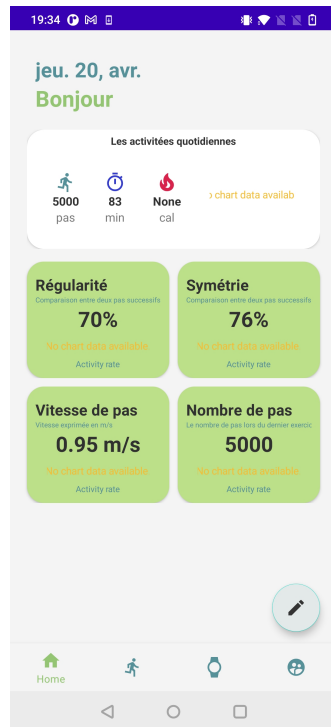 19:34
jeu. 20, avr.
Bonjour
Les activitées quotidiennes
5000 83 None
pas min cal
chart data availab
Régularité
Comparaison entre deux pas successifs
70%
No chart data available.
Activity rate
Symétrie
Comparaison entre deux pas successifs
76%
No chart data available.
Activity rate
Vitesse de pas
Vitesse exprimée en m/s
0.95 m/s
No chart data available.
Activity rate
Nombre de pas
Le nombre de pas lors du dernier exercic
5000
No chart data available.
Activity rate
Home